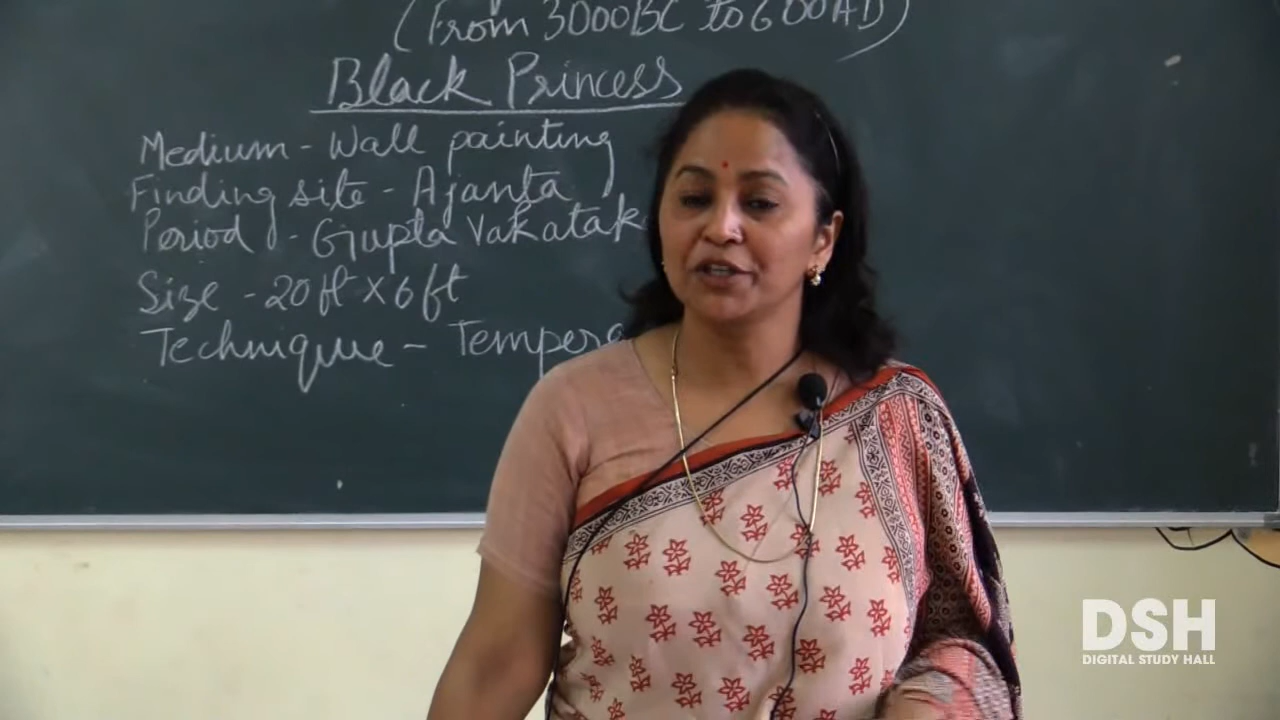 (From 3000BC to 600AD)
Black Princess
Medium - Wall painting
Finding site - Ajanta
Period - Gupta Vakatak
Size - 20ft X 6ft
Technique - Tempera
DSH
DIGITAL STUDY HALL